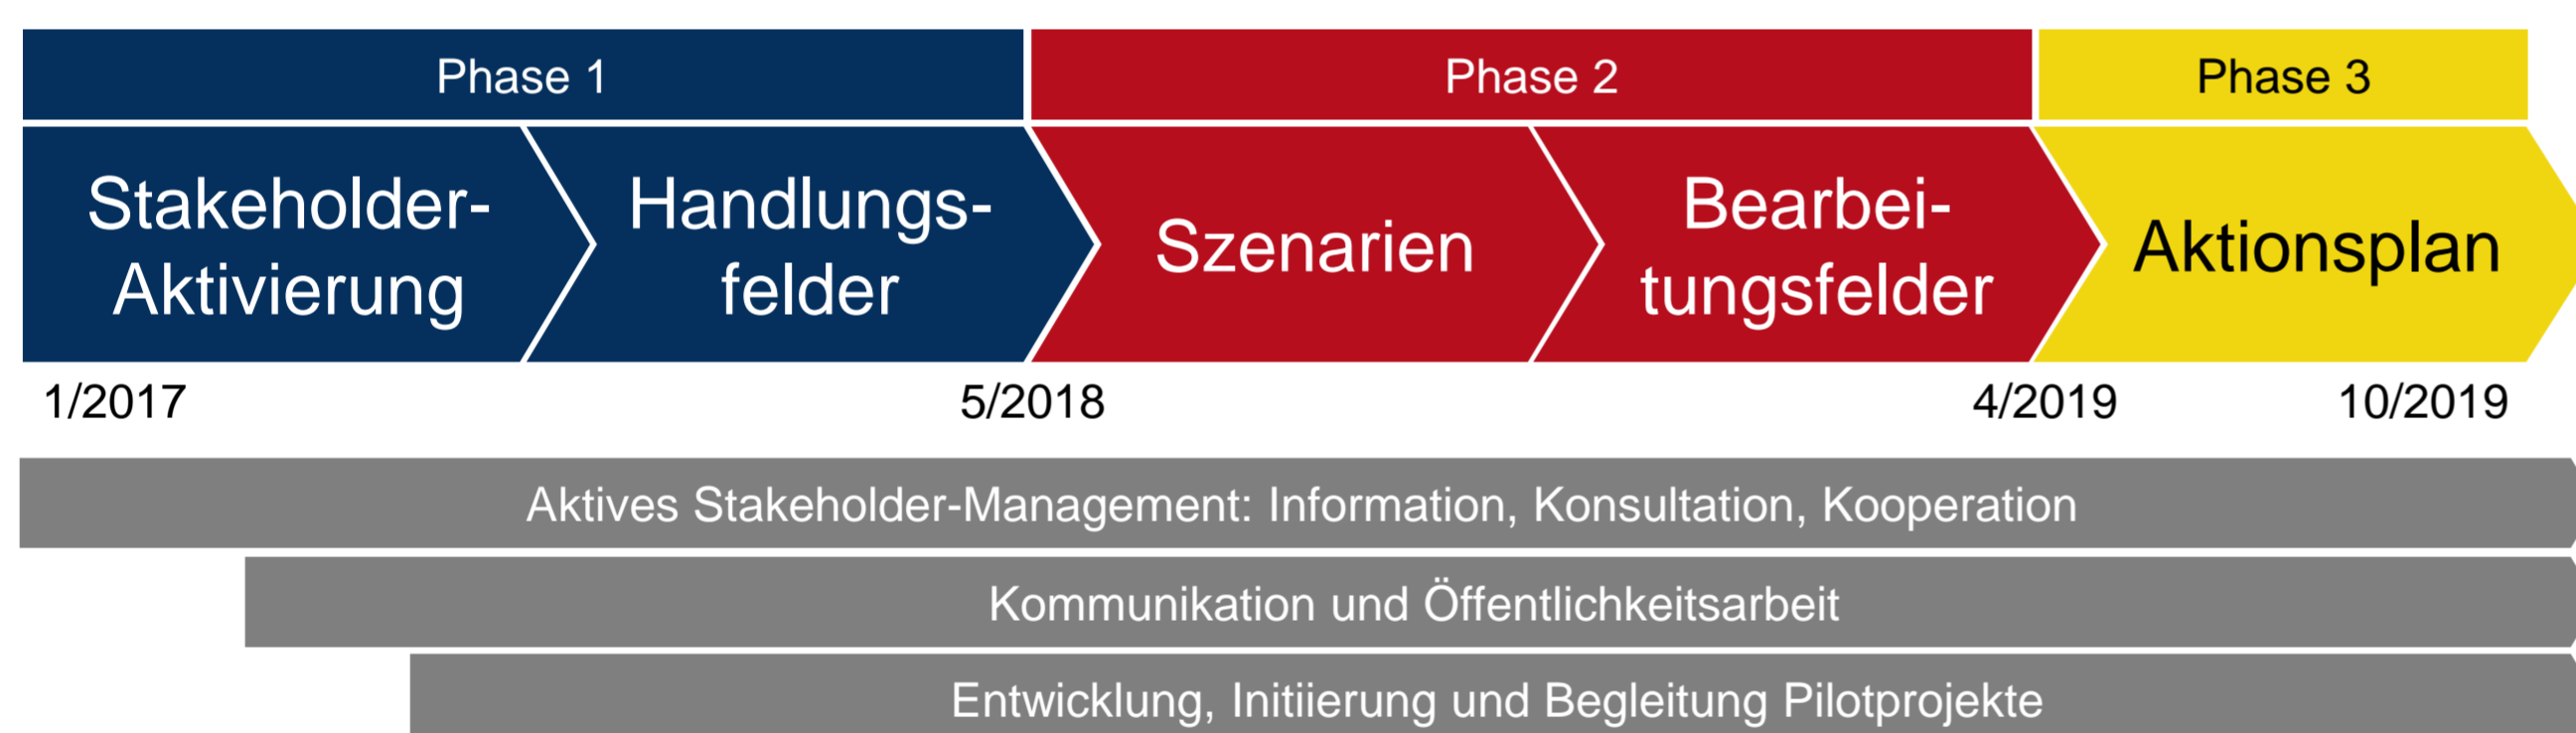 Phase 1
Phase 2
Phase 3
Stakeholder-
Aktivierung
Handlungs-
felder
Szenarien
Bearbei-
tungsfelder
Aktionsplan
1/2017
5/2018
4/2019
10/2019
Aktives Stakeholder-Management: Information, Konsultation, Kooperation
Kommunikation und Öffentlichkeitsarbeit
Entwicklung, Initiierung und Begleitung Pilotprojekte